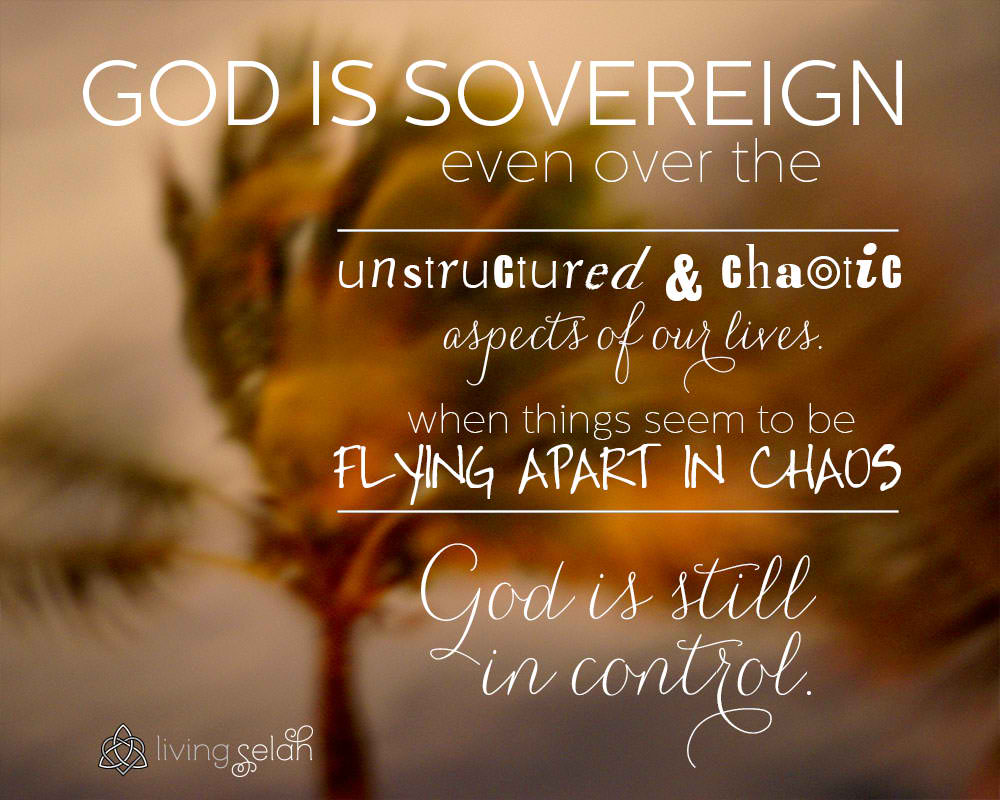 GOD IS SOVEREIGN
even over the
unstructured & chaotic
aspects of our lives.
when things seem to be
FLYING APART IN CHAOS
God is still
in control.
living selah